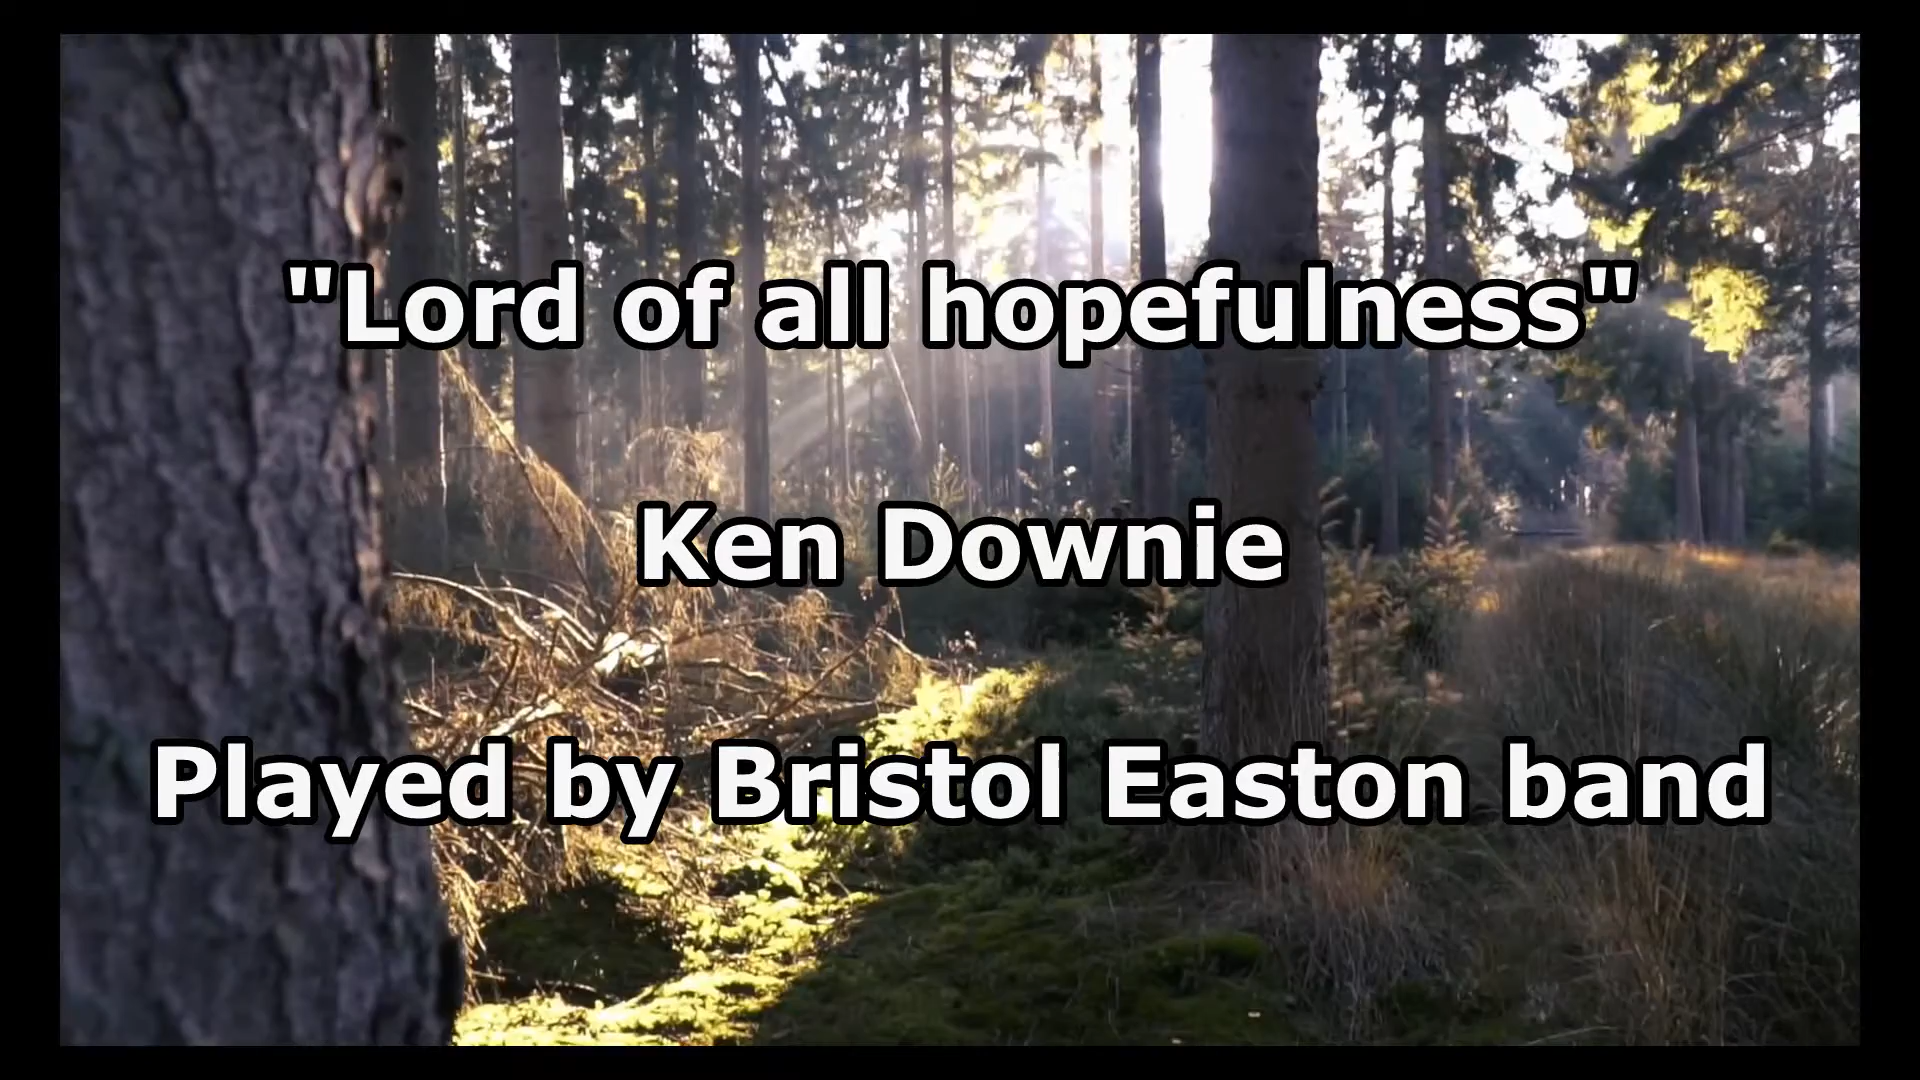 "Lord of all hopefulness"
Ken Downie
Played by Bristol Easton band